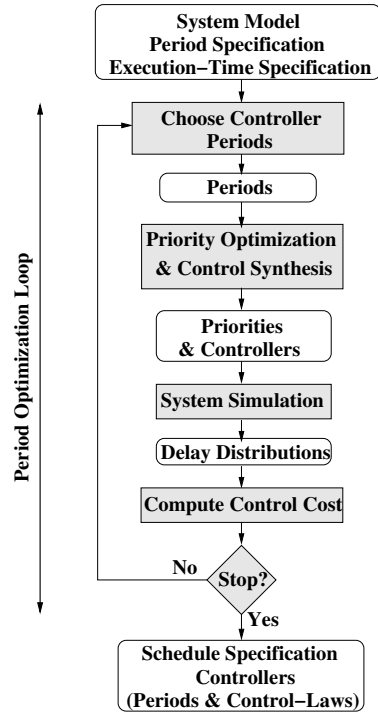 System Model
Period Specification
Execution−Time Specification
Choose Controller
Periods
Periods
Priority Optimization
& Control Synthesis
Priorities
& Controllers
System Simulation
Delay Distributions
Compute Control Cost
No
Stop?
Yes
Schedule Specification
Controllers
(Periods & Control−Laws)
Period Optimization Loop